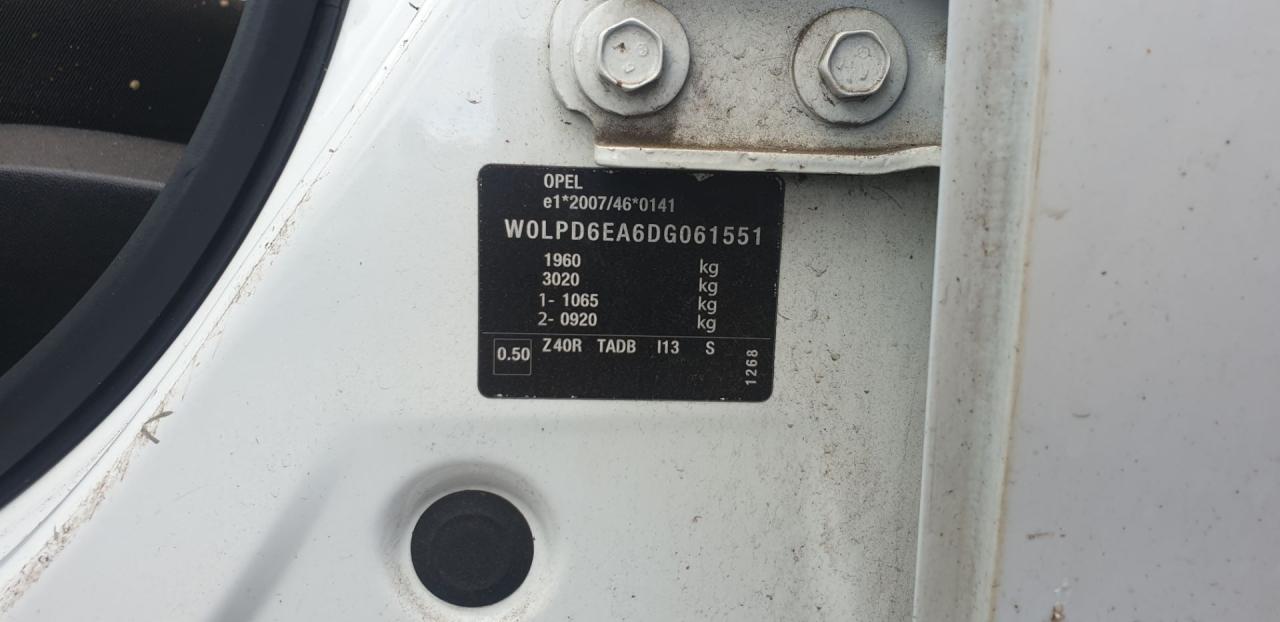 OPEL
e1*2007/46*0141
W0LPD6EA6DG061551
1960 kg
3020 kg
1- 1065 kg
2- 0920 kg
0.50 Z40R TADB I13 S
1268